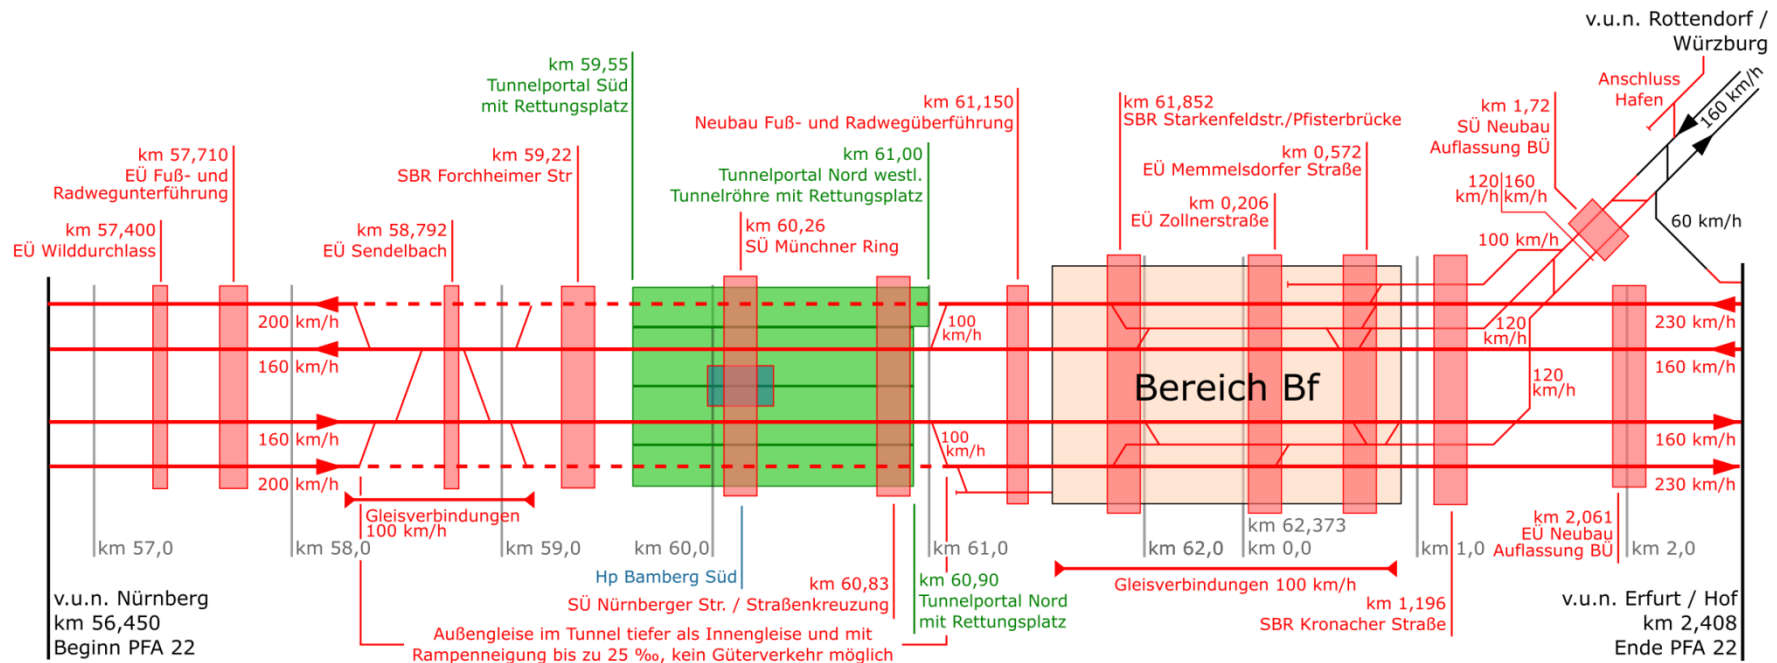 v.u.n. Rottendorf /
Würzburg
160 km/h
Anschluss
Hafen
km 59,55
Tunnelportal Süd
mit Rettungsplatz
km 61,150
Neubau Fuß- und Radwegüberführung
km 61,852
SBR Starkenfeldstr./Pfisterbrücke
km 1,72
SÜ Neubau
Auflassung BÜ
km 57,710
EÜ Fuß- und
Radwegunterführung
km 59,22
SBR Forchheimer Str
km 61,00
Tunnelportal Nord westl.
Tunnelröhre mit Rettungsplatz
km 0,572
EÜ Memmelsdorfer Straße
120
km/h
160
km/h
km 57,400
EÜ Wilddurchlass
km 58,792
EÜ Sendelbach
km 60,26
SÜ Münchner Ring
km 0,206
EÜ Zollnerstraße
100 km/h
60 km/h
200 km/h
100
km/h
120
km/h
230 km/h
160 km/h
160 km/h
Bereich Bf
120
km/h
160 km/h
100
km/h
160 km/h
200 km/h
230 km/h
Gleisverbindungen
100 km/h
km 57,0
km 58,0
km 59,0
km 60,0
km 61,0
km 62,0
km 62,373
km 0,0
km 1,0
km 2,0
km 2,061
EÜ Neubau
Auflassung BÜ
Hp Bamberg Süd
km 60,83
SÜ Nürnberger Str. / Straßenkreuzung
km 60,90
Tunnelportal Nord
mit Rettungsplatz
Gleisverbindungen 100 km/h
km 1,196
SBR Kronacher Straße
v.u.n. Nürnberg
km 56,450
Beginn PFA 22
Außengleise im Tunnel tiefer als Innengleise und mit
Rampenneigung bis zu 25 ‰, kein Güterverkehr möglich
v.u.n. Erfurt / Hof
km 2,408
Ende PFA 22